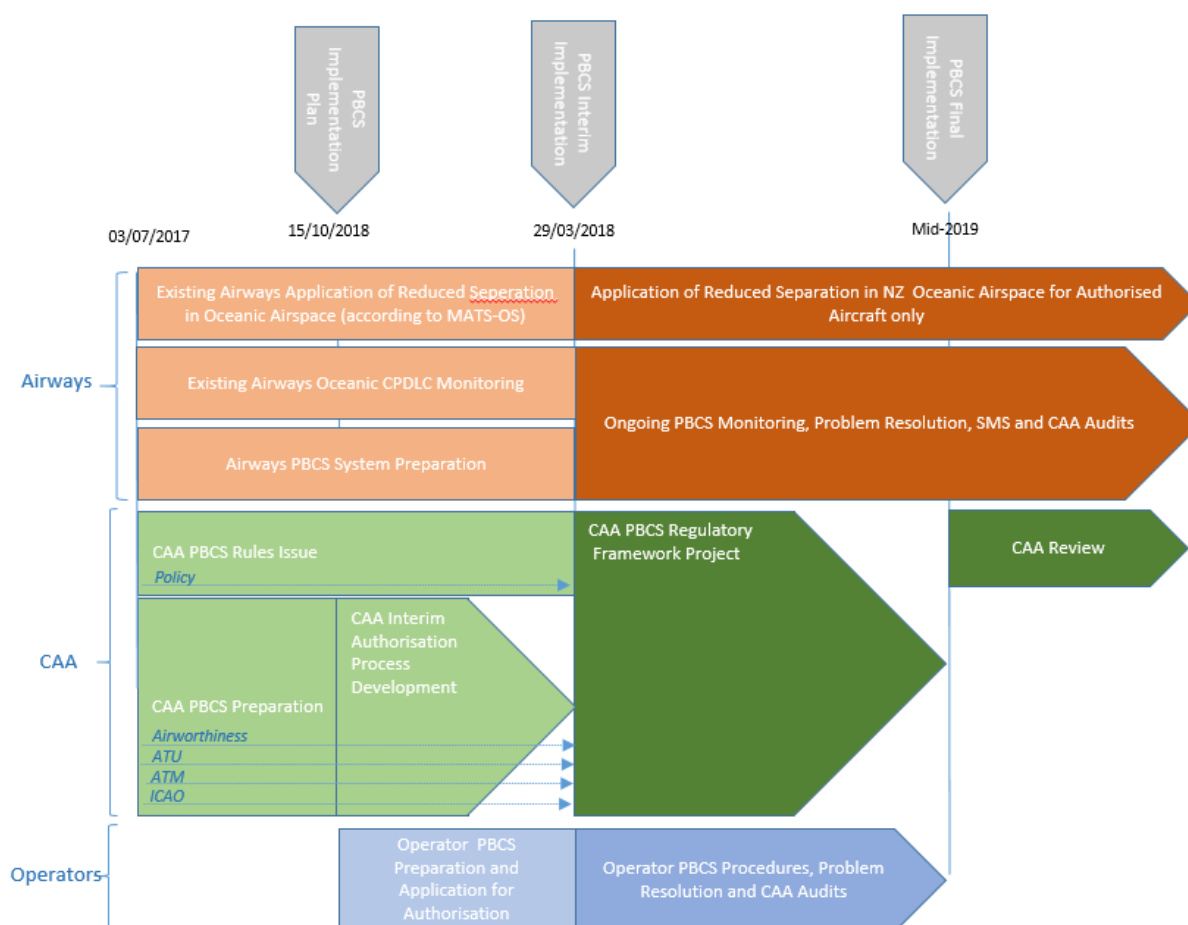 PBCS
Implementation
Plan
PBCS Interim
Implementation
PBCS Final
Implementation
03/07/2017
15/10/2018
29/03/2018
Mid-2019
Airways
Existing Airways Application of Reduced Seperation
in Oceanic Airspace (according to MATS-OS)
Application of Reduced Separation in NZ Oceanic Airspace for Authorised
Aircraft only
Existing Airways Oceanic CPDLC Monitoring
Airways PBCS System Preparation
Ongoing PBCS Monitoring, Problem Resolution, SMS and CAA Audits
CAA
CAA PBCS Rules Issue
Policy
CAA PBCS Regulatory
Framework Project
CAA Review
CAA Interim
Authorisation
Process
Development
CAA PBCS Preparation
Airworthiness
ATU
ATM
ICAO
Operators
Operator PBCS
Preparation and
Application for
Authorisation
Operator PBCS Procedures, Problem
Resolution and CAA Audits